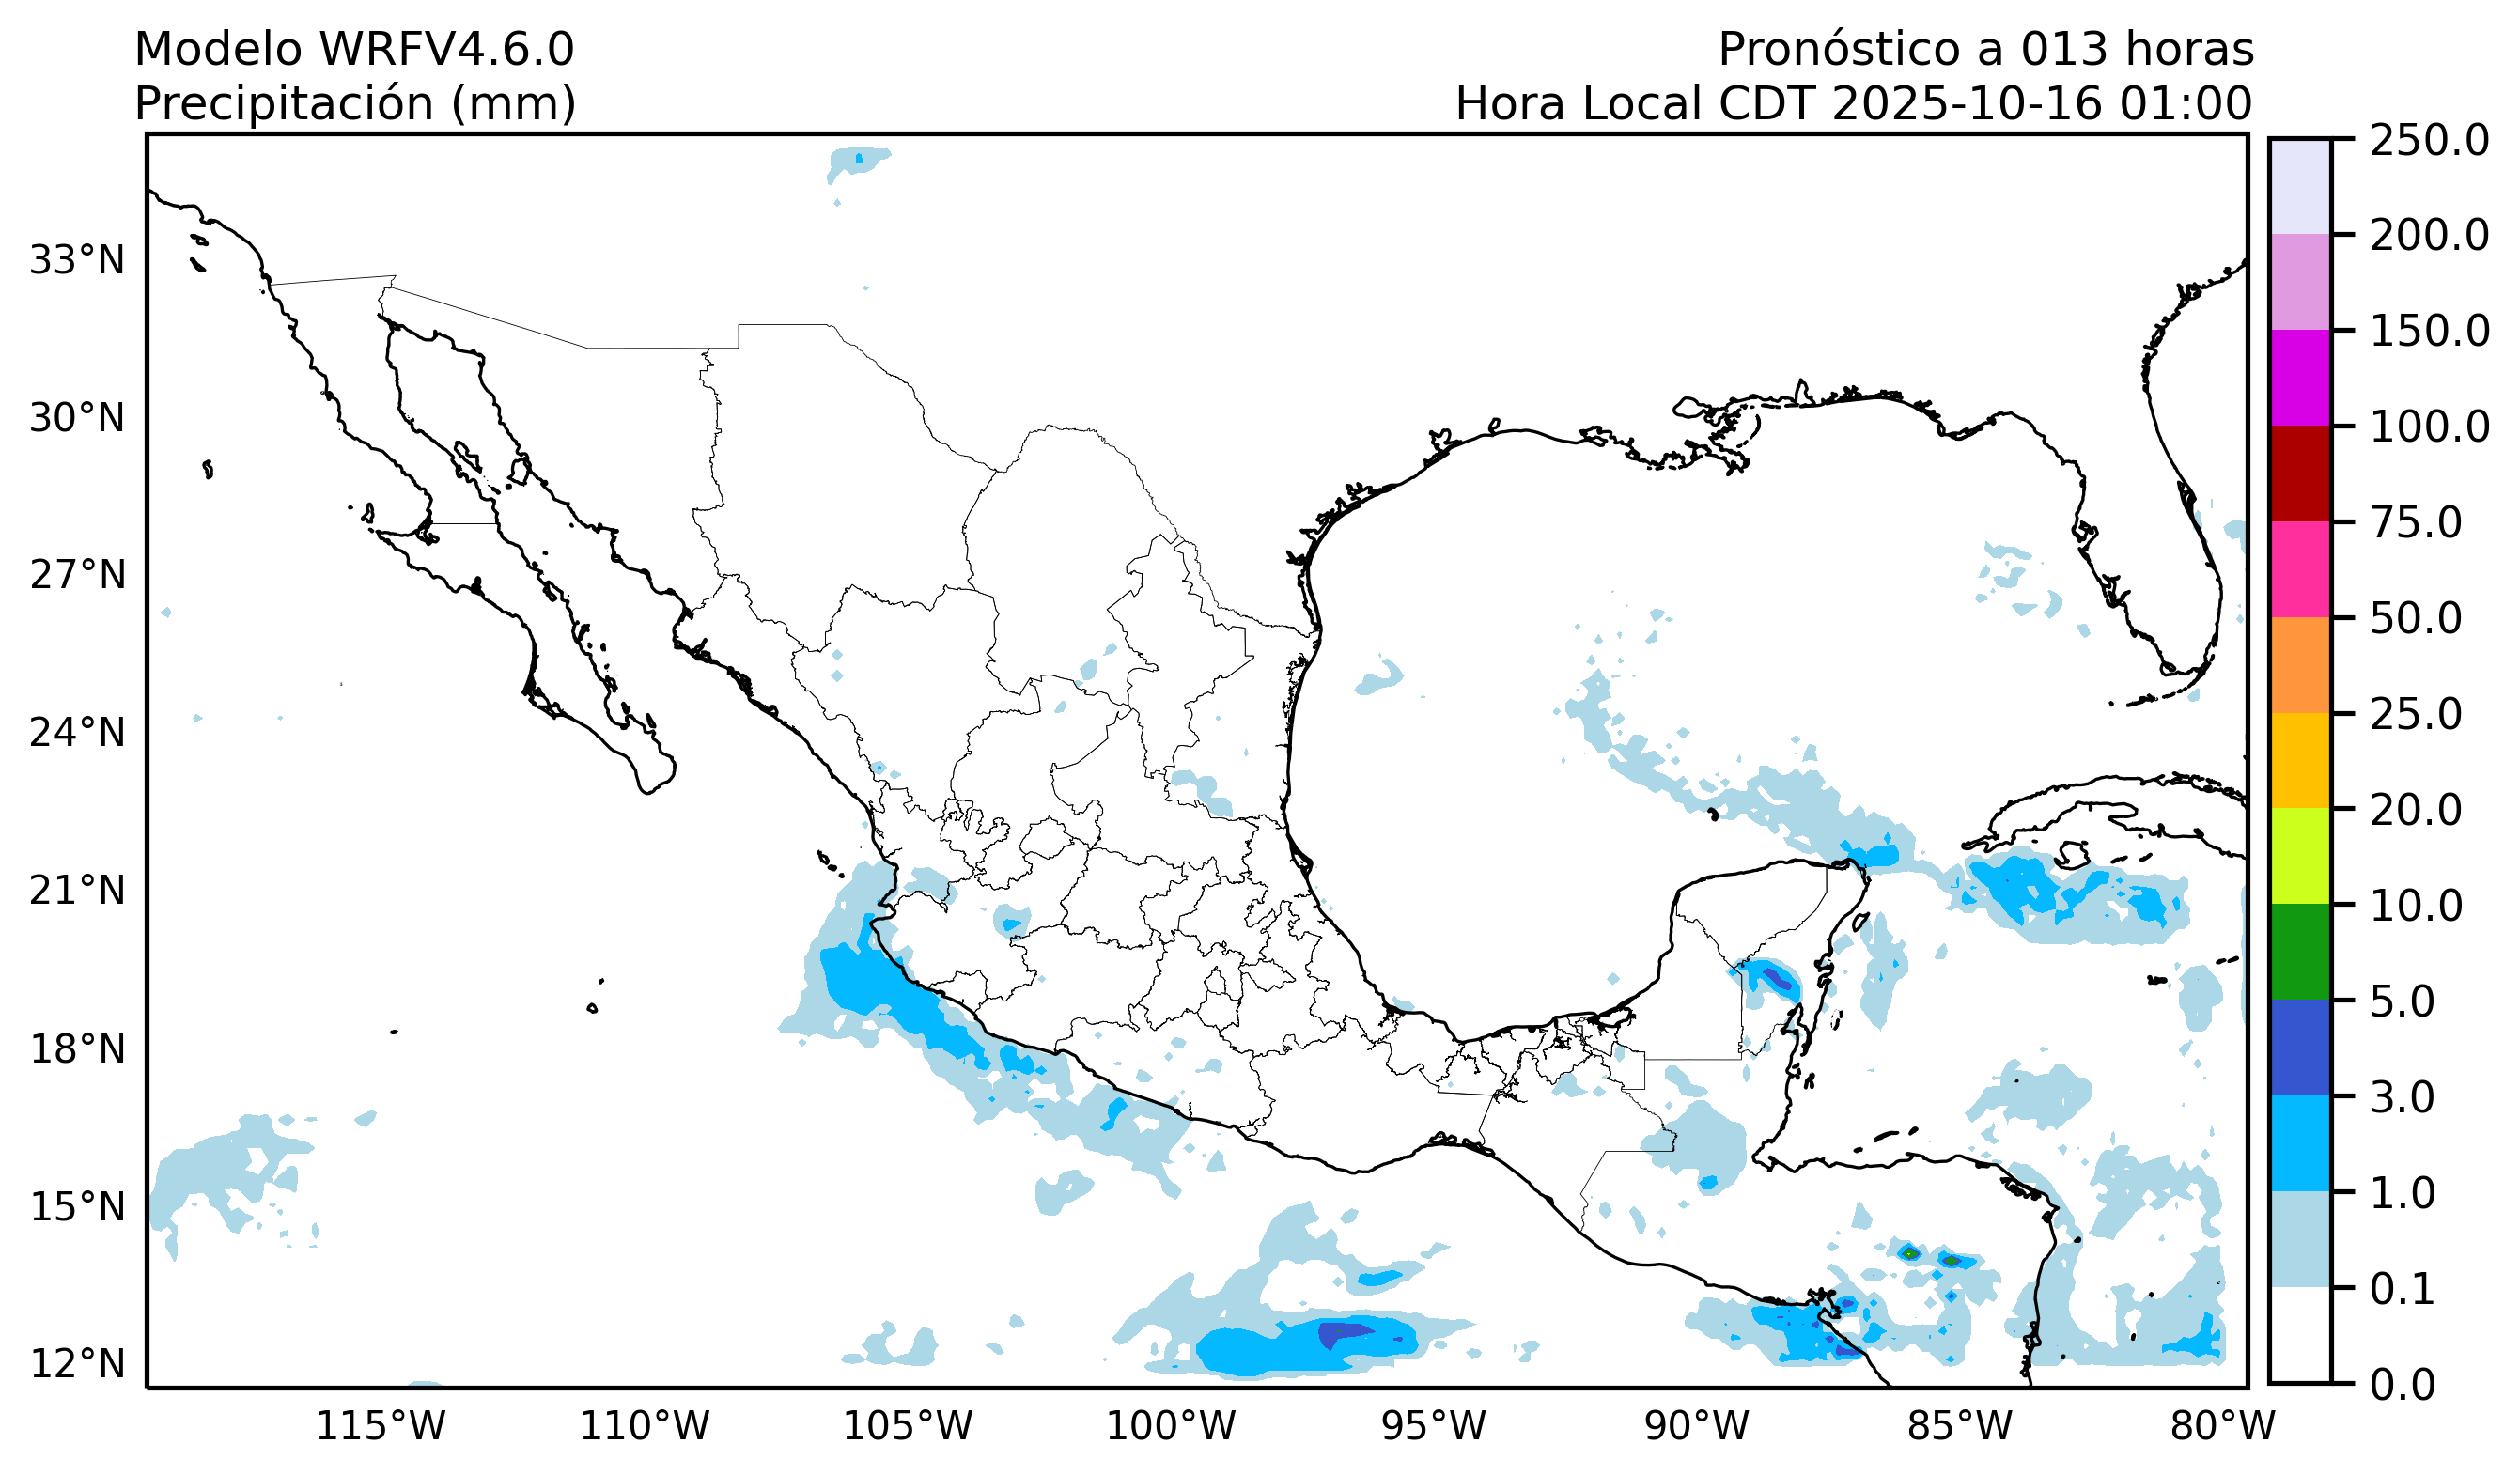 Modelo WRFV4.6.0
Precipitación (mm)
Pronóstico a 013 horas
Hora Local CDT 2025-10-16 01:00
33°N
30°N
27°N
24°N
21°N
18°N
15°N
12°N
115°W
110°W
105°W
100°W
95°W
90°W
85°W
80°W
250.0
200.0
150.0
100.0
75.0
50.0
25.0
20.0
10.0
5.0
3.0
1.0
0.1
0.0